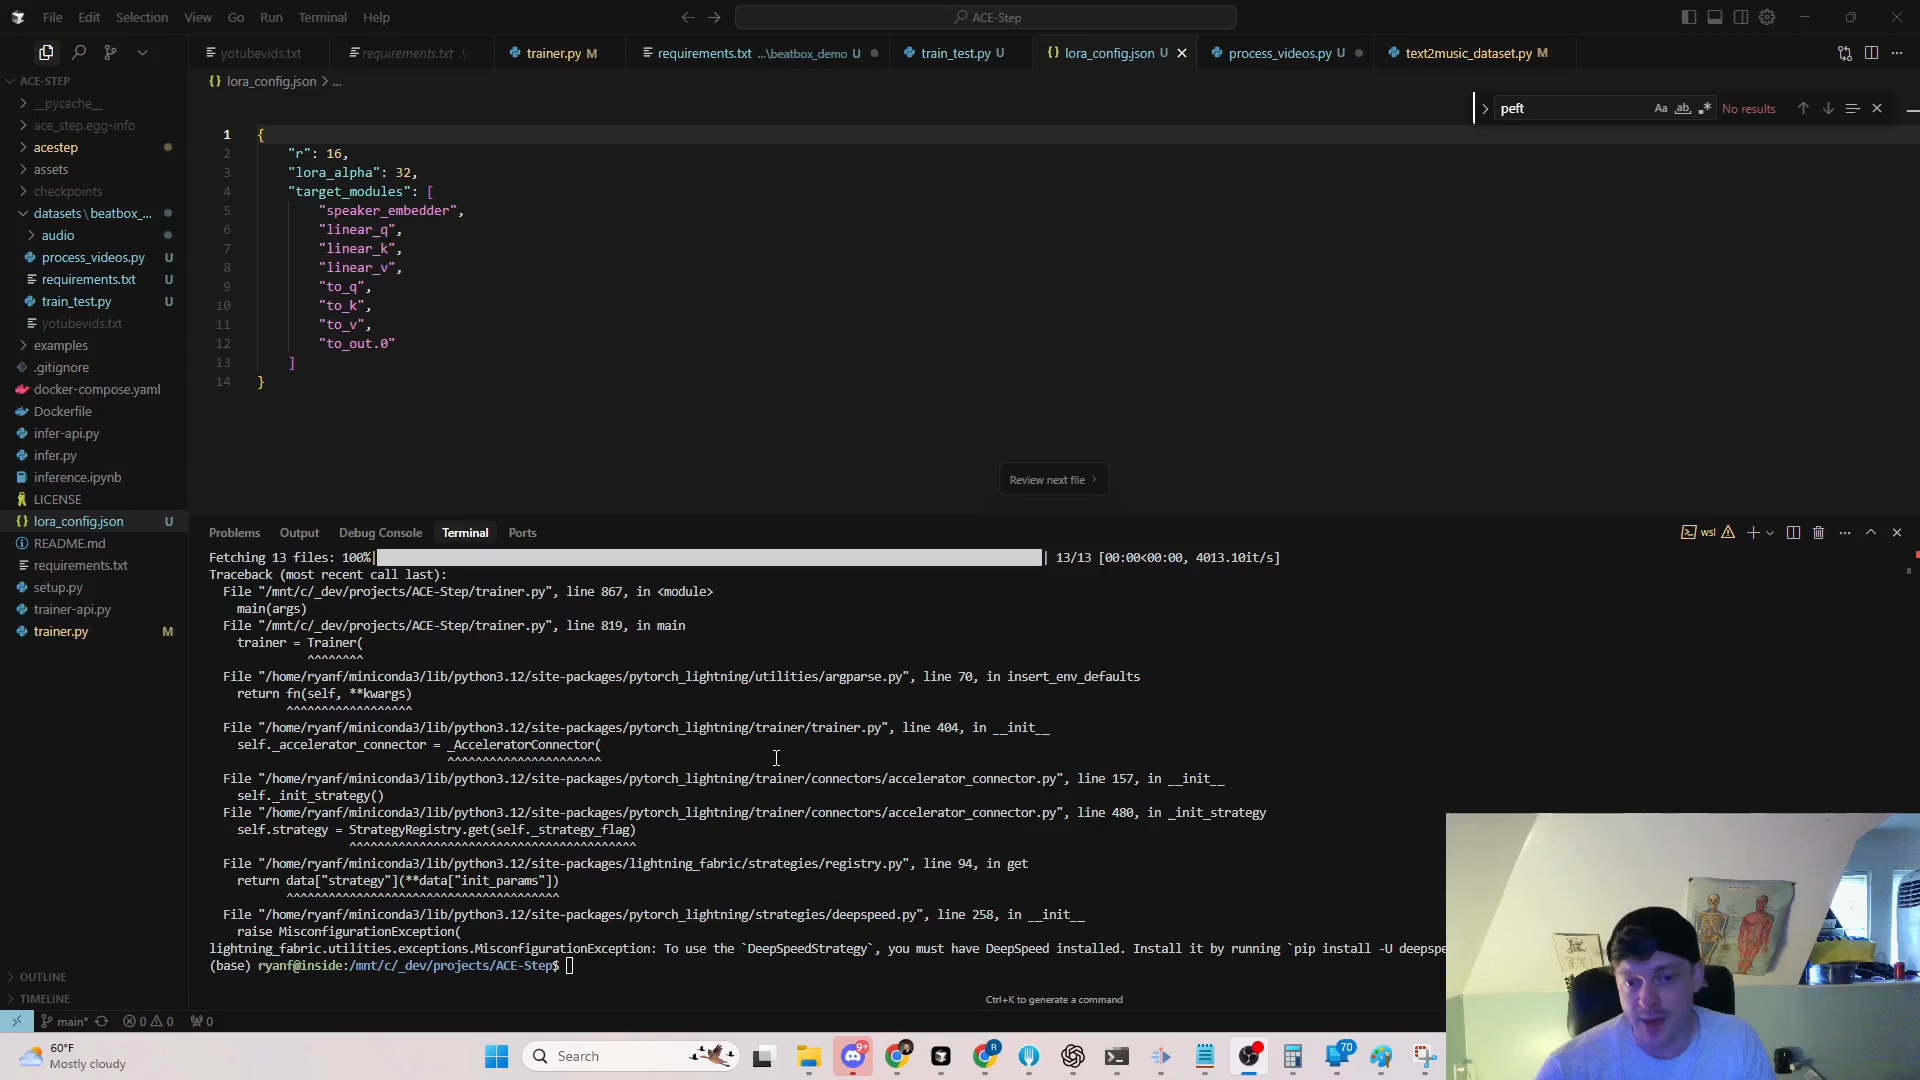 File Edit Selection View Go Run Terminal Help
ACE-Step
yotubevids.txt
requirements.txt .\
trainer.py M
requirements.txt ...\beatbox_demo U
train_test.py U
lora_config.json U
process_videos.py U
text2music_dataset.py M
ACE-STEP
__pycache__
ace_step.egg-info
acestep
assets
checkpoints
datasets\beatbox_...
audio
process_videos.py U
requirements.txt U
train_test.py U
yotubevids.txt
examples
.gitignore
docker-compose.yaml
Dockerfile
infer-api.py
infer.py
inference.ipynb
LICENSE
lora_config.json U
README.md
requirements.txt
setup.py
trainer-api.py
trainer.py M
OUTLINE
TIMELINE
lora_config.json > ...
peft
Aa ab No results
1 {
2 "r": 16,
3 "lora_alpha": 32,
4 "target_modules": [
5 "speaker_embedder",
6 "linear_q",
7 "linear_k",
8 "linear_v",
9 "to_q",
10 "to_k",
11 "to_v",
12 "to_out.0"
13 ]
14 }
Review next file >
Problems Output Debug Console Terminal Ports
wsl
Fetching 13 files: 100%| | 13/13 [00:00<00:00, 4013.10it/s]
Traceback (most recent call last):
File "/mnt/c/_dev/projects/ACE-Step/trainer.py", line 867, in <module>
main(args)
File "/mnt/c/_dev/projects/ACE-Step/trainer.py", line 819, in main
trainer = Trainer(
^^^^^^^^
File "/home/ryanf/miniconda3/lib/python3.12/site-packages/pytorch_lightning/utilities/argparse.py", line 70, in insert_env_defaults
return fn(self, **kwargs)
^^^^^^^^^^^^^^^^^^
File "/home/ryanf/miniconda3/lib/python3.12/site-packages/pytorch_lightning/trainer/trainer.py", line 404, in __init__
self._accelerator_connector = _AcceleratorConnector(
^^^^^^^^^^^^^^^^^^^^^^
File "/home/ryanf/miniconda3/lib/python3.12/site-packages/pytorch_lightning/trainer/connectors/accelerator_connector.py", line 157, in __init__
self._init_strategy()
File "/home/ryanf/miniconda3/lib/python3.12/site-packages/pytorch_lightning/trainer/connectors/accelerator_connector.py", line 480, in _init_strategy
self.strategy = StrategyRegistry.get(self._strategy_flag)
^^^^^^^^^^^^^^^^^^^^^^^^^^^^^^^^^^^^^^^^^
File "/home/ryanf/miniconda3/lib/python3.12/site-packages/lightning_fabric/strategies/registry.py", line 94, in get
return data["strategy"](**data["init_params"])
^^^^^^^^^^^^^^^^^^^^^^^^^^^^^^^^^^^^^^^
File "/home/ryanf/miniconda3/lib/python3.12/site-packages/pytorch_lightning/strategies/deepspeed.py", line 258, in __init__
raise MisconfigurationException(
lightning_fabric.utilities.exceptions.MisconfigurationException: To use the `DeepSpeedStrategy`, you must have DeepSpeed installed. Install it by running `pip install -U deepsp
(base) ryanf@inside:/mnt/c/_dev/projects/ACE-Step$
Ctrl+K to generate a command
main* 0 0 0
60°F
Mostly cloudy
Search
9+
R
70